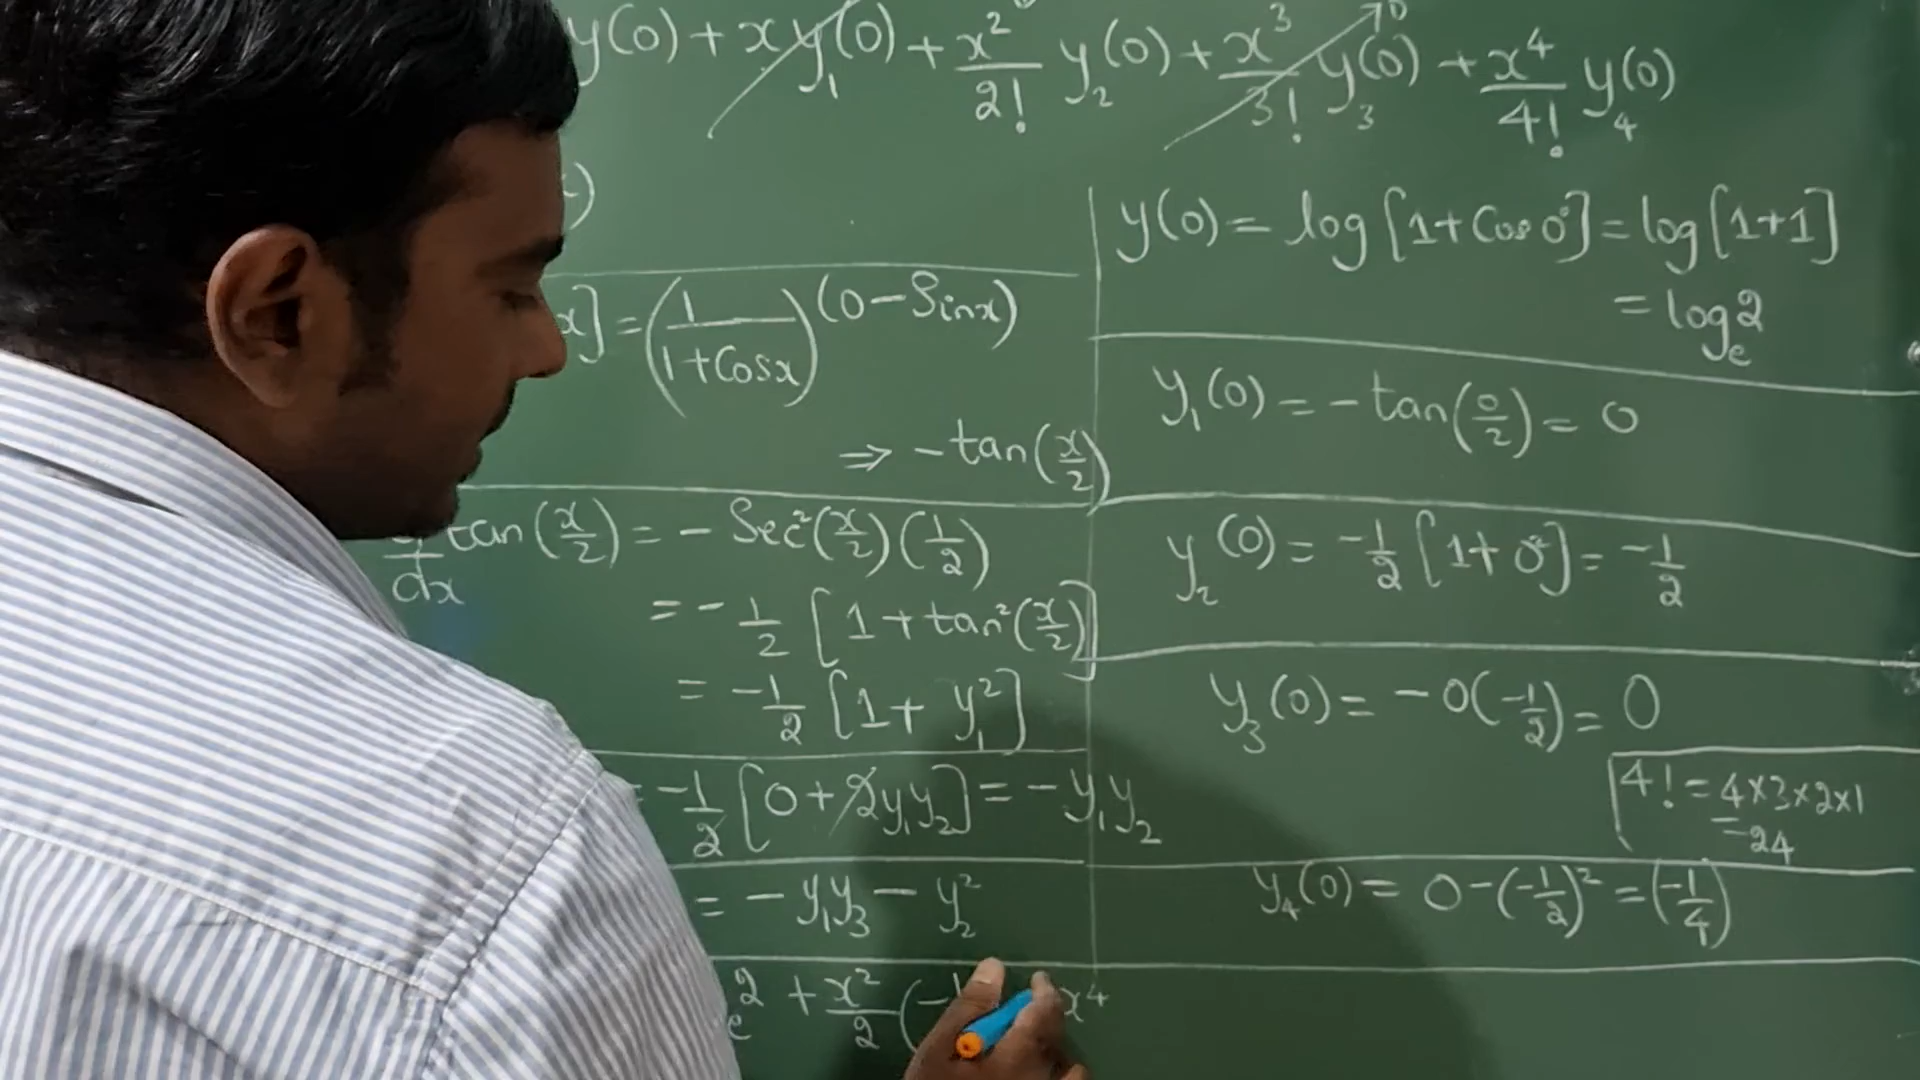 y(0) + x y₁(0) + x²/2! y₂(0) + x³/3! y₃(0) + x⁴/4! y₄(0)
0
)
x] = (1/(1+Cosx)) (0 - Sinx)
⇒ -tan(x/2)
d/dx tan(x/2) = - Sec²(x/2) (1/2)
= - 1/2 [1 + tan²(x/2)]
= -1/2 [1 + y₁²]
= -1/2 [0 + 2y₁y₂] = - y₁y₂
= - y₁y₃ - y₂²
e 2 + x²/2 (-1 x⁴
y(0) = log [1 + Cos 0°] = log [1+1]
= logₑ2
y₁(0) = - tan(0/2) = 0
y₂(0) = -1/2 [1 + 0²] = -1/2
y₃(0) = - 0(-1/2) = 0
4! = 4×3×2×1
= 24
y₄(0) = 0 - (-1/2)² = (-1/4)